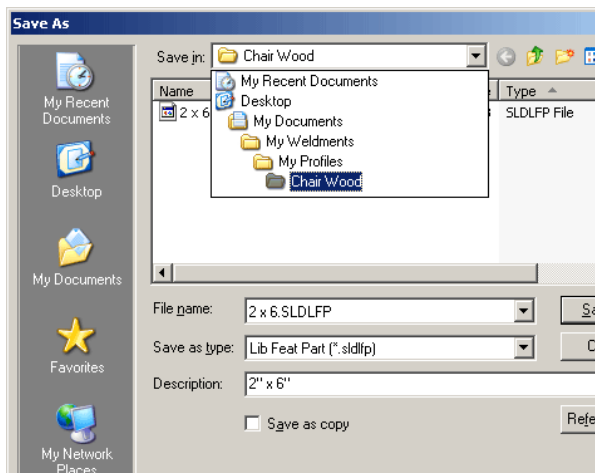 Save As
Save in: Chair Wood
My Recent Documents
Desktop
My Documents
My Weldments
My Profiles
Chair Wood
Name Type
2 x 6 SLDLFP File
My Recent
Documents
Desktop
My Documents
Favorites
My Network
Places
File name: 2 x 6.SLDLFP
Save as type: Lib Feat Part (*.sldlfp)
Description: 2" x 6"
Save as copy